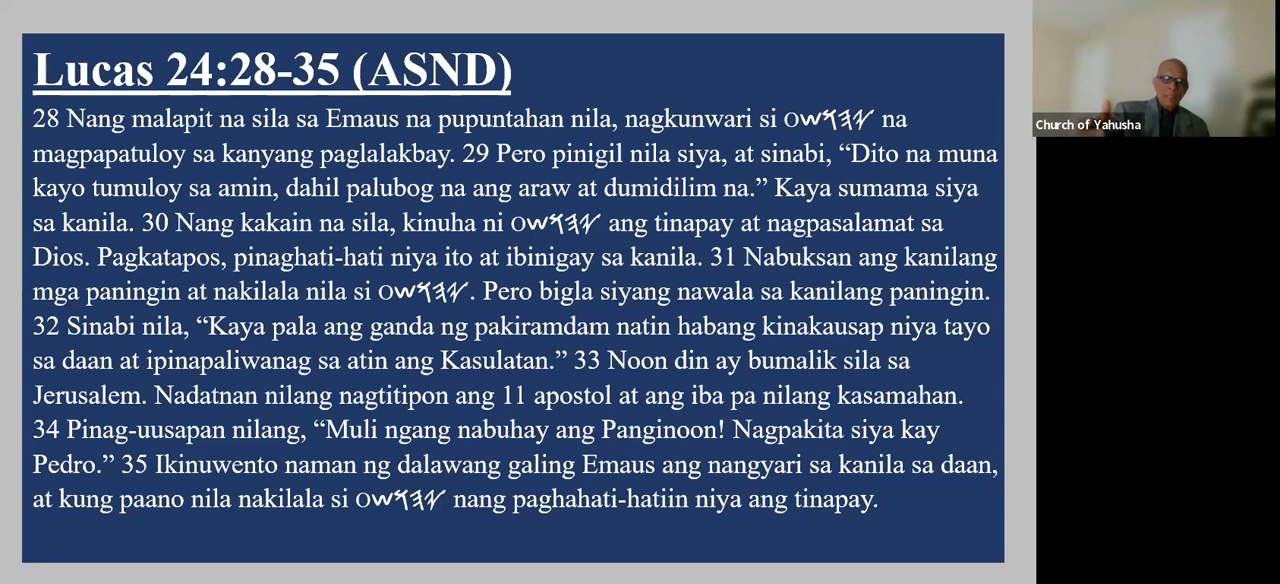 Lucas 24:28-35 (ASND)
28 Nang malapit na sila sa Emaus na pupuntahan nila, nagkunwari si 𐤏𐤔𐤅𐤄𐤉 na
magpapatuloy sa kanyang paglalakbay. 29 Pero pinigil nila siya, at sinabi, “Dito na muna
kayo tumuloy sa amin, dahil palubog na ang araw at dumidilim na.” Kaya sumama siya
sa kanila. 30 Nang kakain na sila, kinuha ni 𐤏𐤔𐤅𐤄𐤉 ang tinapay at nagpasalamat sa
Dios. Pagkatapos, pinaghati-hati niya ito at ibinigay sa kanila. 31 Nabuksan ang kanilang
mga paningin at nakilala nila si 𐤏𐤔𐤅𐤄𐤉. Pero bigla siyang nawala sa kanilang paningin.
32 Sinabi nila, “Kaya pala ang ganda ng pakiramdam natin habang kinakausap niya tayo
sa daan at ipinapaliwanag sa atin ang Kasulatan.” 33 Noon din ay bumalik sila sa
Jerusalem. Nadatnan nilang nagtitipon ang 11 apostol at ang iba pa nilang kasamahan.
34 Pinag-uusapan nilang, “Muli ngang nabuhay ang Panginoon! Nagpakita siya kay
Pedro.” 35 Ikinuwento naman ng dalawang galing Emaus ang nangyari sa kanila sa daan,
at kung paano nila nakilala si 𐤏𐤔𐤅𐤄𐤉 nang paghahati-hatiin niya ang tinapay.
Church of Yahusha